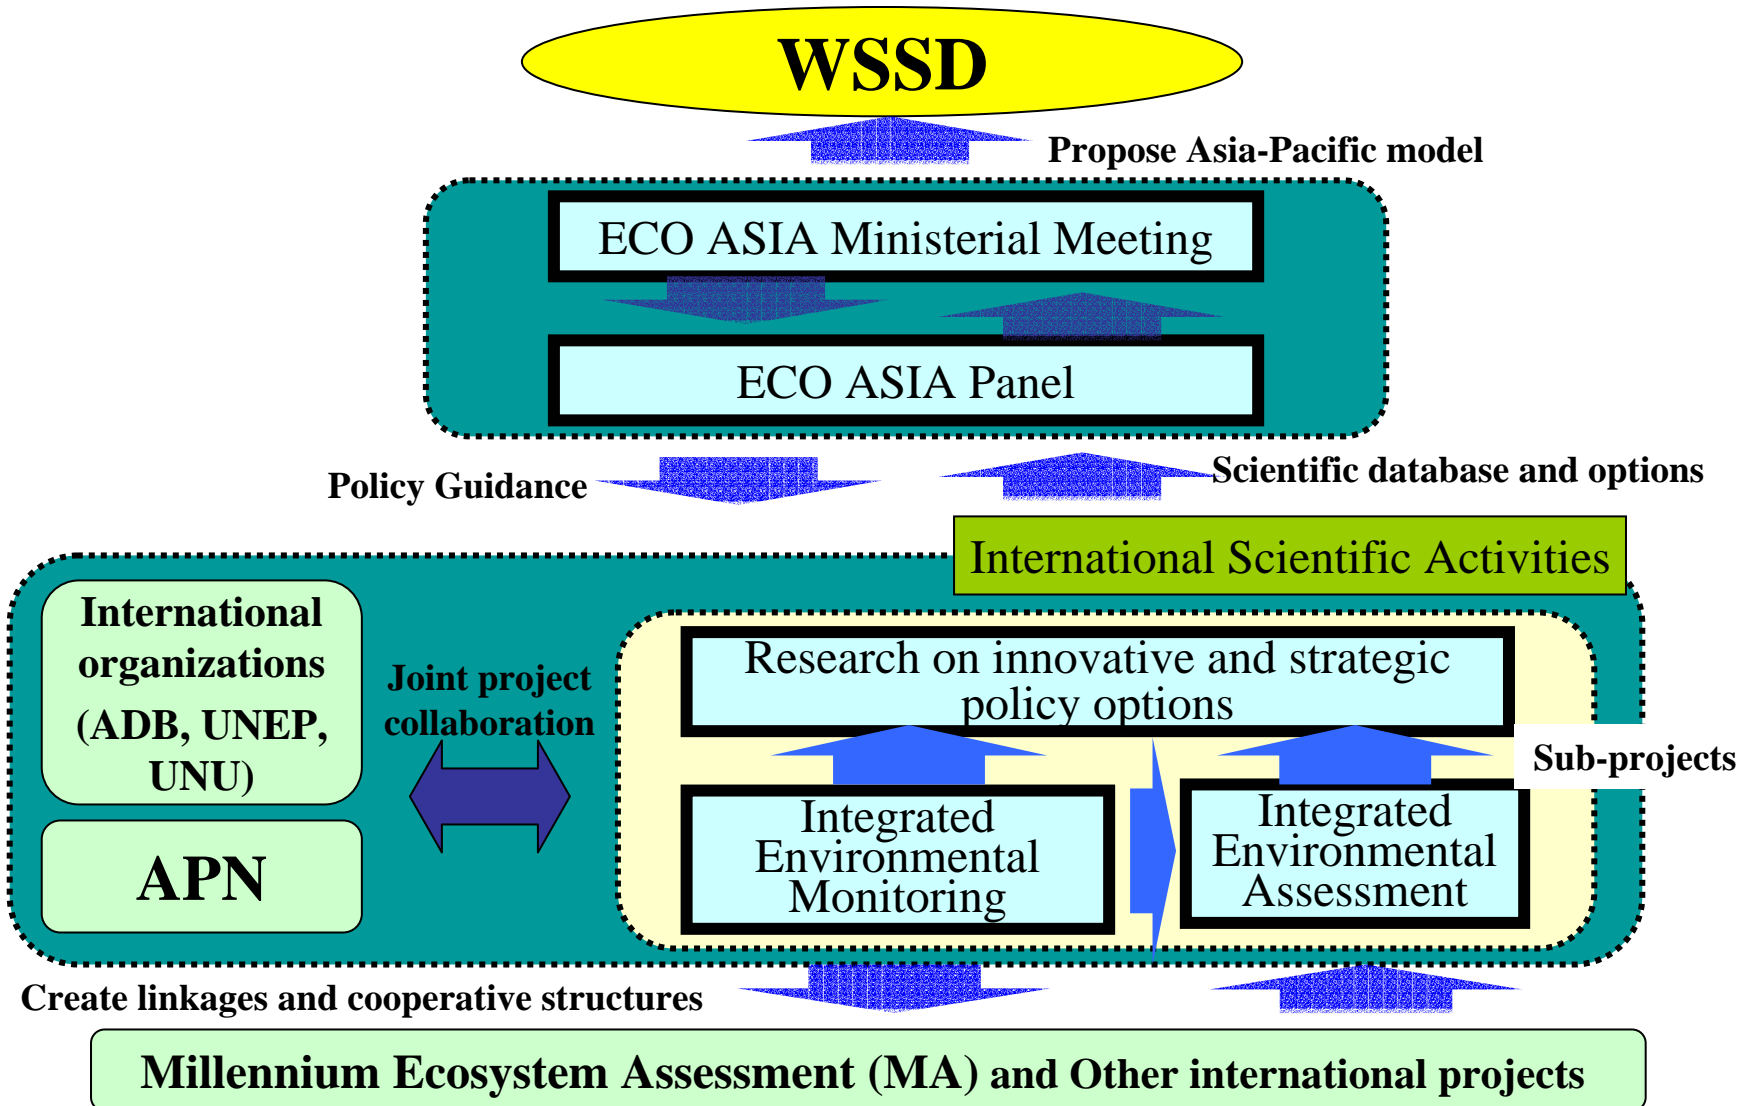 WSSD
Propose Asia-Pacific model
ECO ASIA Ministerial Meeting
ECO ASIA Panel
Policy Guidance
Scientific database and options
International Scientific Activities
International
organizations
(ADB, UNEP,
UNU)
APN
Joint project
collaboration
Research on innovative and strategic
policy options
Sub-projects
Integrated
Environmental
Monitoring
Integrated
Environmental
Assessment
Create linkages and cooperative structures
Millennium Ecosystem Assessment (MA) and Other international projects